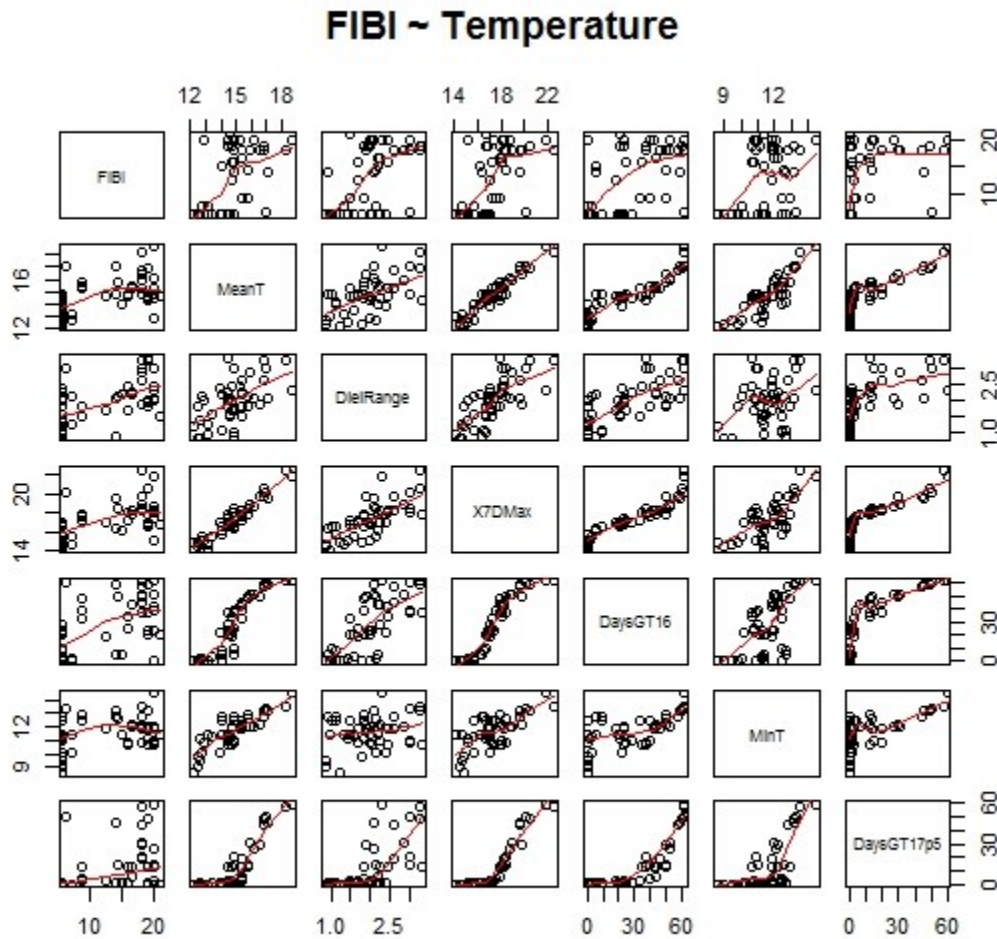 FIBI ~ Temperature
12 15 18
14 18 22
9 12
FIBI
10 20
MeanT
12 16
DielRange
1.0 2.5
X7DMax
14 20
DaysGT16
0 30
MinT
9 12
DaysGT17p5
0 30 60
10 20
1.0 2.5
0 30 60
0 30 60